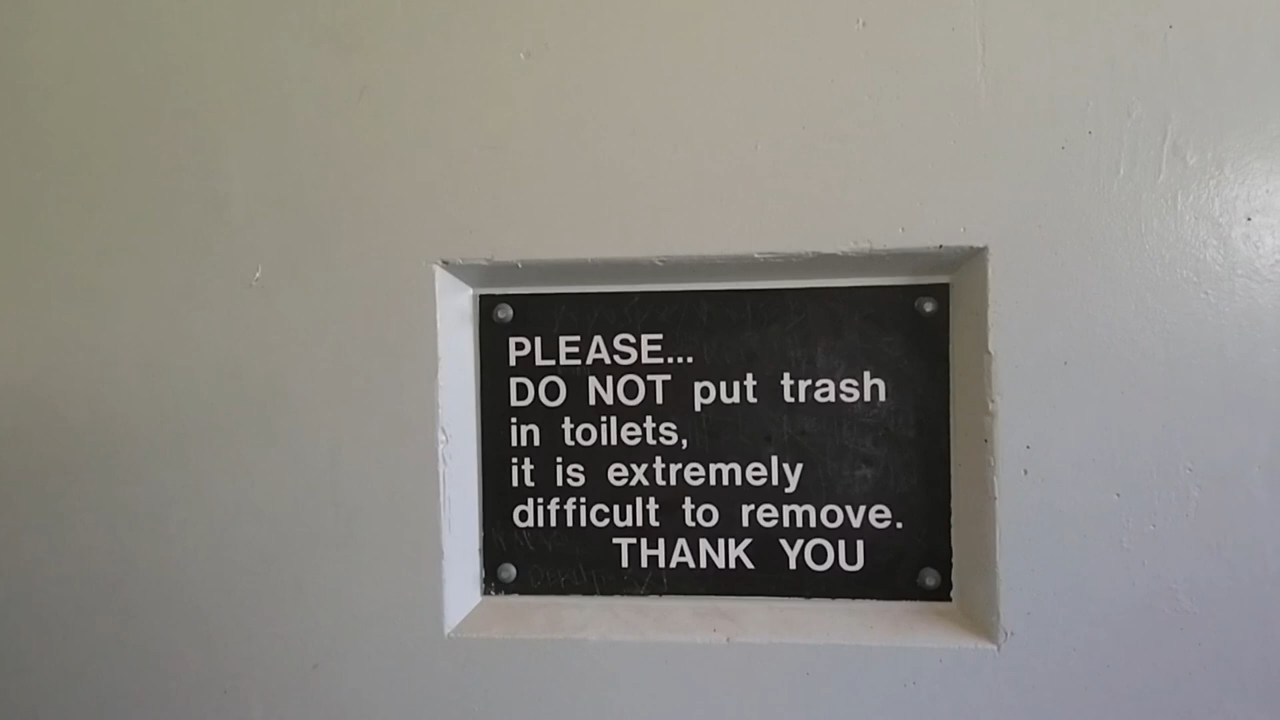 PLEASE...
DO NOT put trash
in toilets,
it is extremely
difficult to remove.
THANK YOU